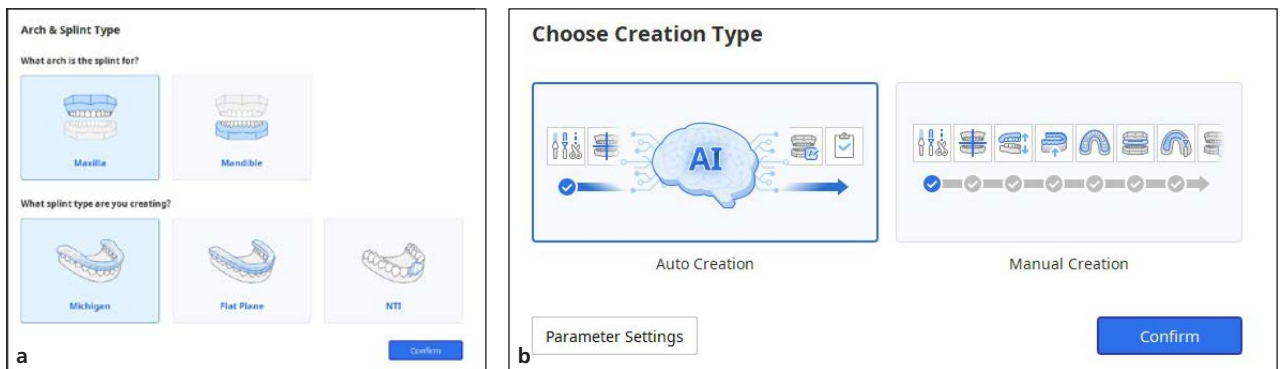 Arch & Splint Type
What arch is the splint for?
Maxilla
Mandible
What splint type are you creating?
Michigan
Flat Plane
NTI
Confirm
a
Choose Creation Type
AI
Auto Creation
Manual Creation
Parameter Settings
Confirm
b